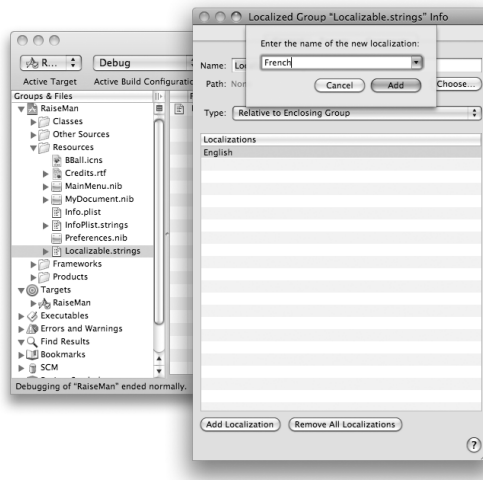 Localized Group “Localizable.strings” Info
Enter the name of the new localization:
French
Cancel
Add
Name:
Path:
Choose...
Type: Relative to Enclosing Group
Localizations
English
Add Localization
Remove All Localizations
?
R...
Debug
Active Target
Active Build
Groups & Files
RaiseMan
Classes
Other Sources
Resources
BBall.icns
Credits.rtf
MainMenu.nib
MyDocument.nib
Info.plist
InfoPlist.strings
Preferences.nib
Localizable.strings
Frameworks
Products
Targets
RaiseMan
Executables
Errors and Warnings
Find Results
Bookmarks
SCM
Debugging of “RaiseMan” ended normally.